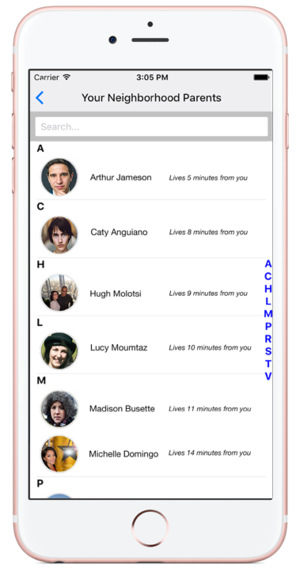 Carrier 3:05 PM
Your Neighborhood Parents
Search...
A
Arthur Jameson Lives 5 minutes from you
C
Caty Anguiano Lives 8 minutes from you
H
Hugh Molotsi Lives 9 minutes from you
L
Lucy Moumtaz Lives 10 minutes from you
M
Madison Busette Lives 11 minutes from you
Michelle Domingo Lives 14 minutes from you
P
A
C
H
L
M
P
R
S
T
V